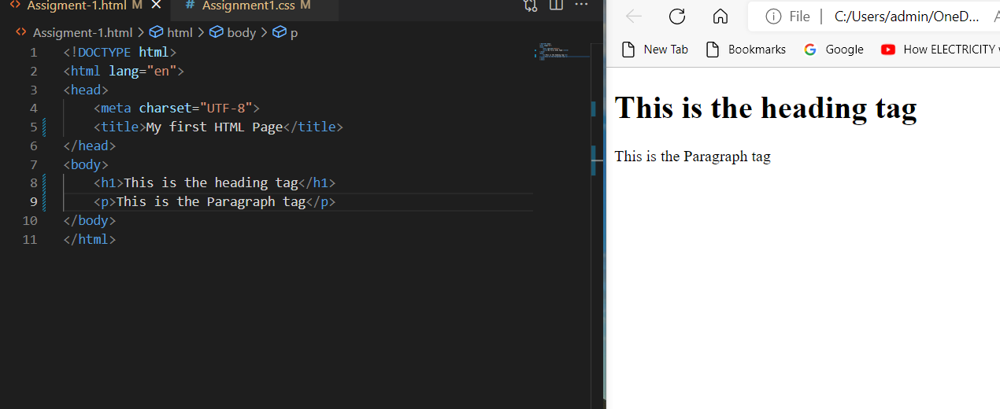 Assigment-1.html M
# Assignment1.css M
Assigment-1.html > html > body > p
1 <!DOCTYPE html>
2 <html lang="en">
3 <head>
4 <meta charset="UTF-8">
5 <title>My first HTML Page</title>
6 </head>
7 <body>
8 <h1>This is the heading tag</h1>
9 <p>This is the Paragraph tag</p>
10 </body>
11 </html>
File | C:/Users/admin/OneD...
New Tab Bookmarks Google How ELECTRICITY
This is the heading tag
This is the Paragraph tag